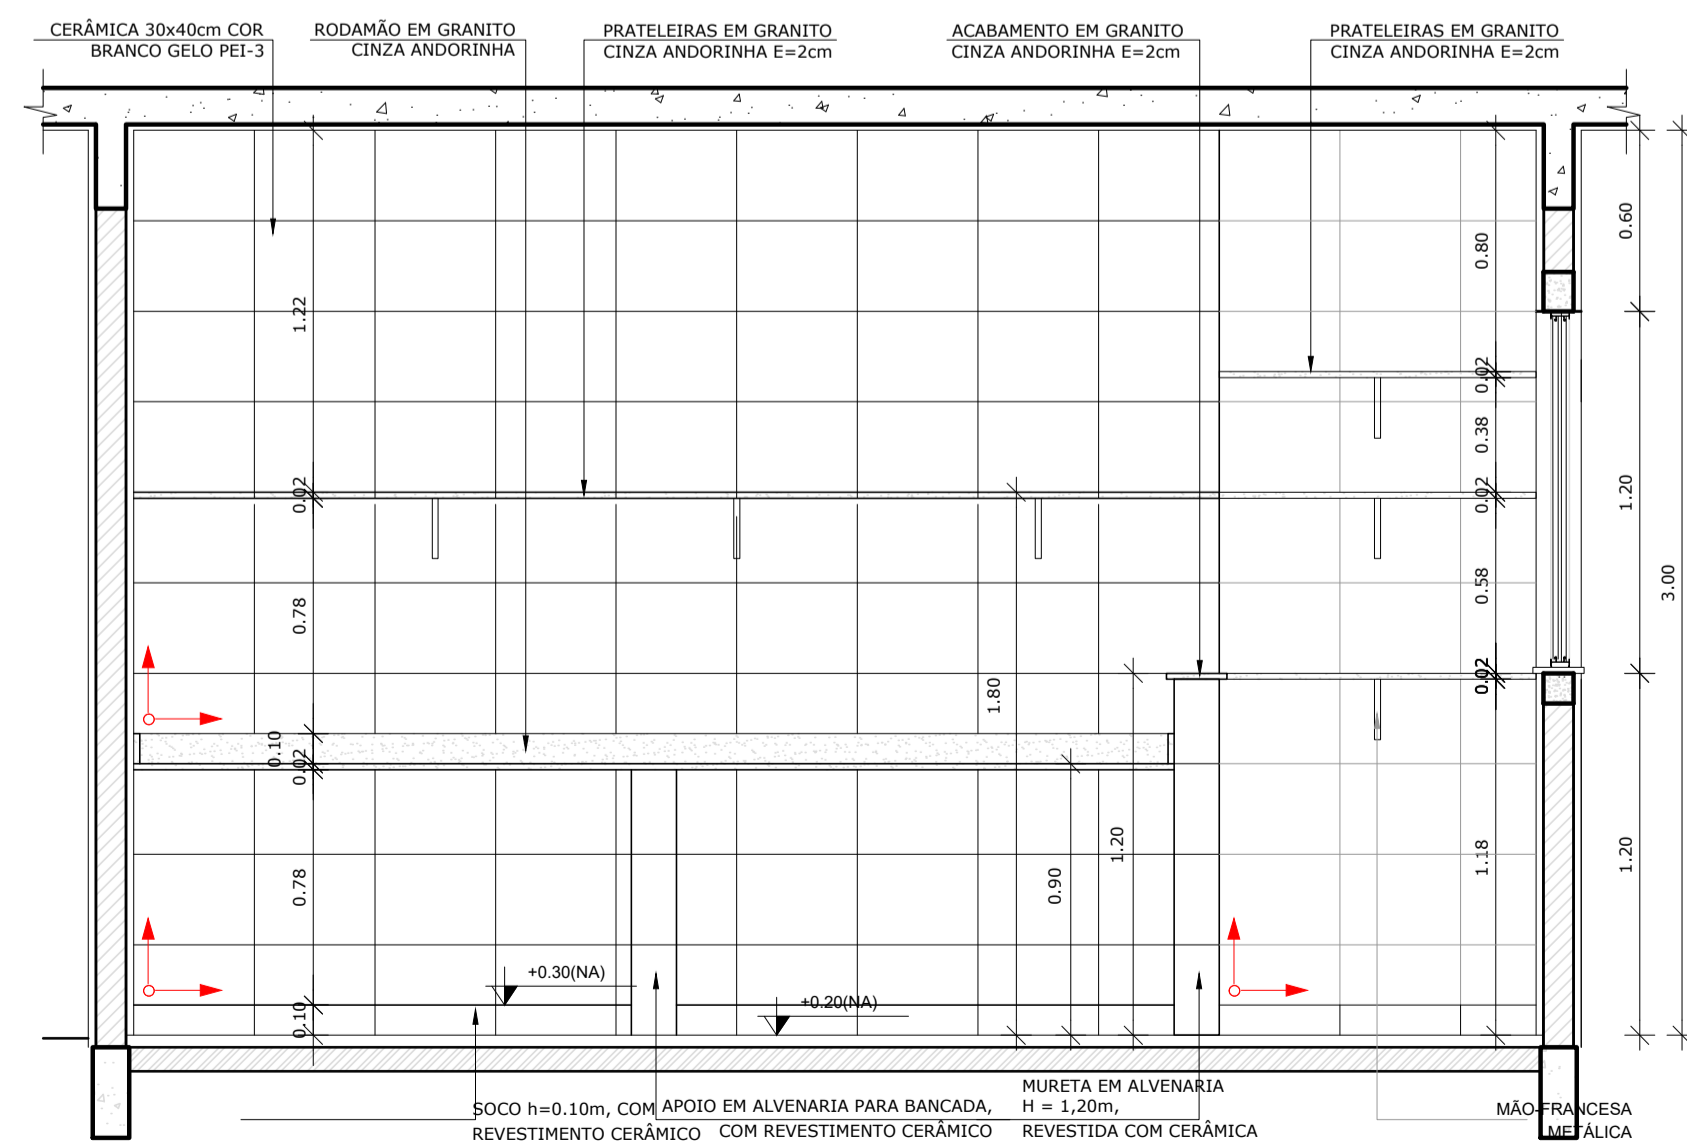 CERÂMICA 30x40cm COR
BRANCO GELO PEI-3
RODAMÃO EM GRANITO
CINZA ANDORINHA
PRATELEIRAS EM GRANITO
CINZA ANDORINHA E=2cm
ACABAMENTO EM GRANITO
CINZA ANDORINHA E=2cm
PRATELEIRAS EM GRANITO
CINZA ANDORINHA E=2cm
1.22
0.02
0.78
0.10
0.02
0.78
0.10
1.80
0.90
1.20
0.80
0.02
0.38
0.02
0.58
0.02
1.18
0.60
1.20
1.20
3.00
+0.30(NA)
+0.20(NA)
SOCO h=0.10m, COM
REVESTIMENTO CERÂMICO
APOIO EM ALVENARIA PARA BANCADA,
COM REVESTIMENTO CERÂMICO
MURETA EM ALVENARIA
H = 1,20m,
REVESTIDA COM CERÂMICA
MÃO-FRANCESA
METÁLICA